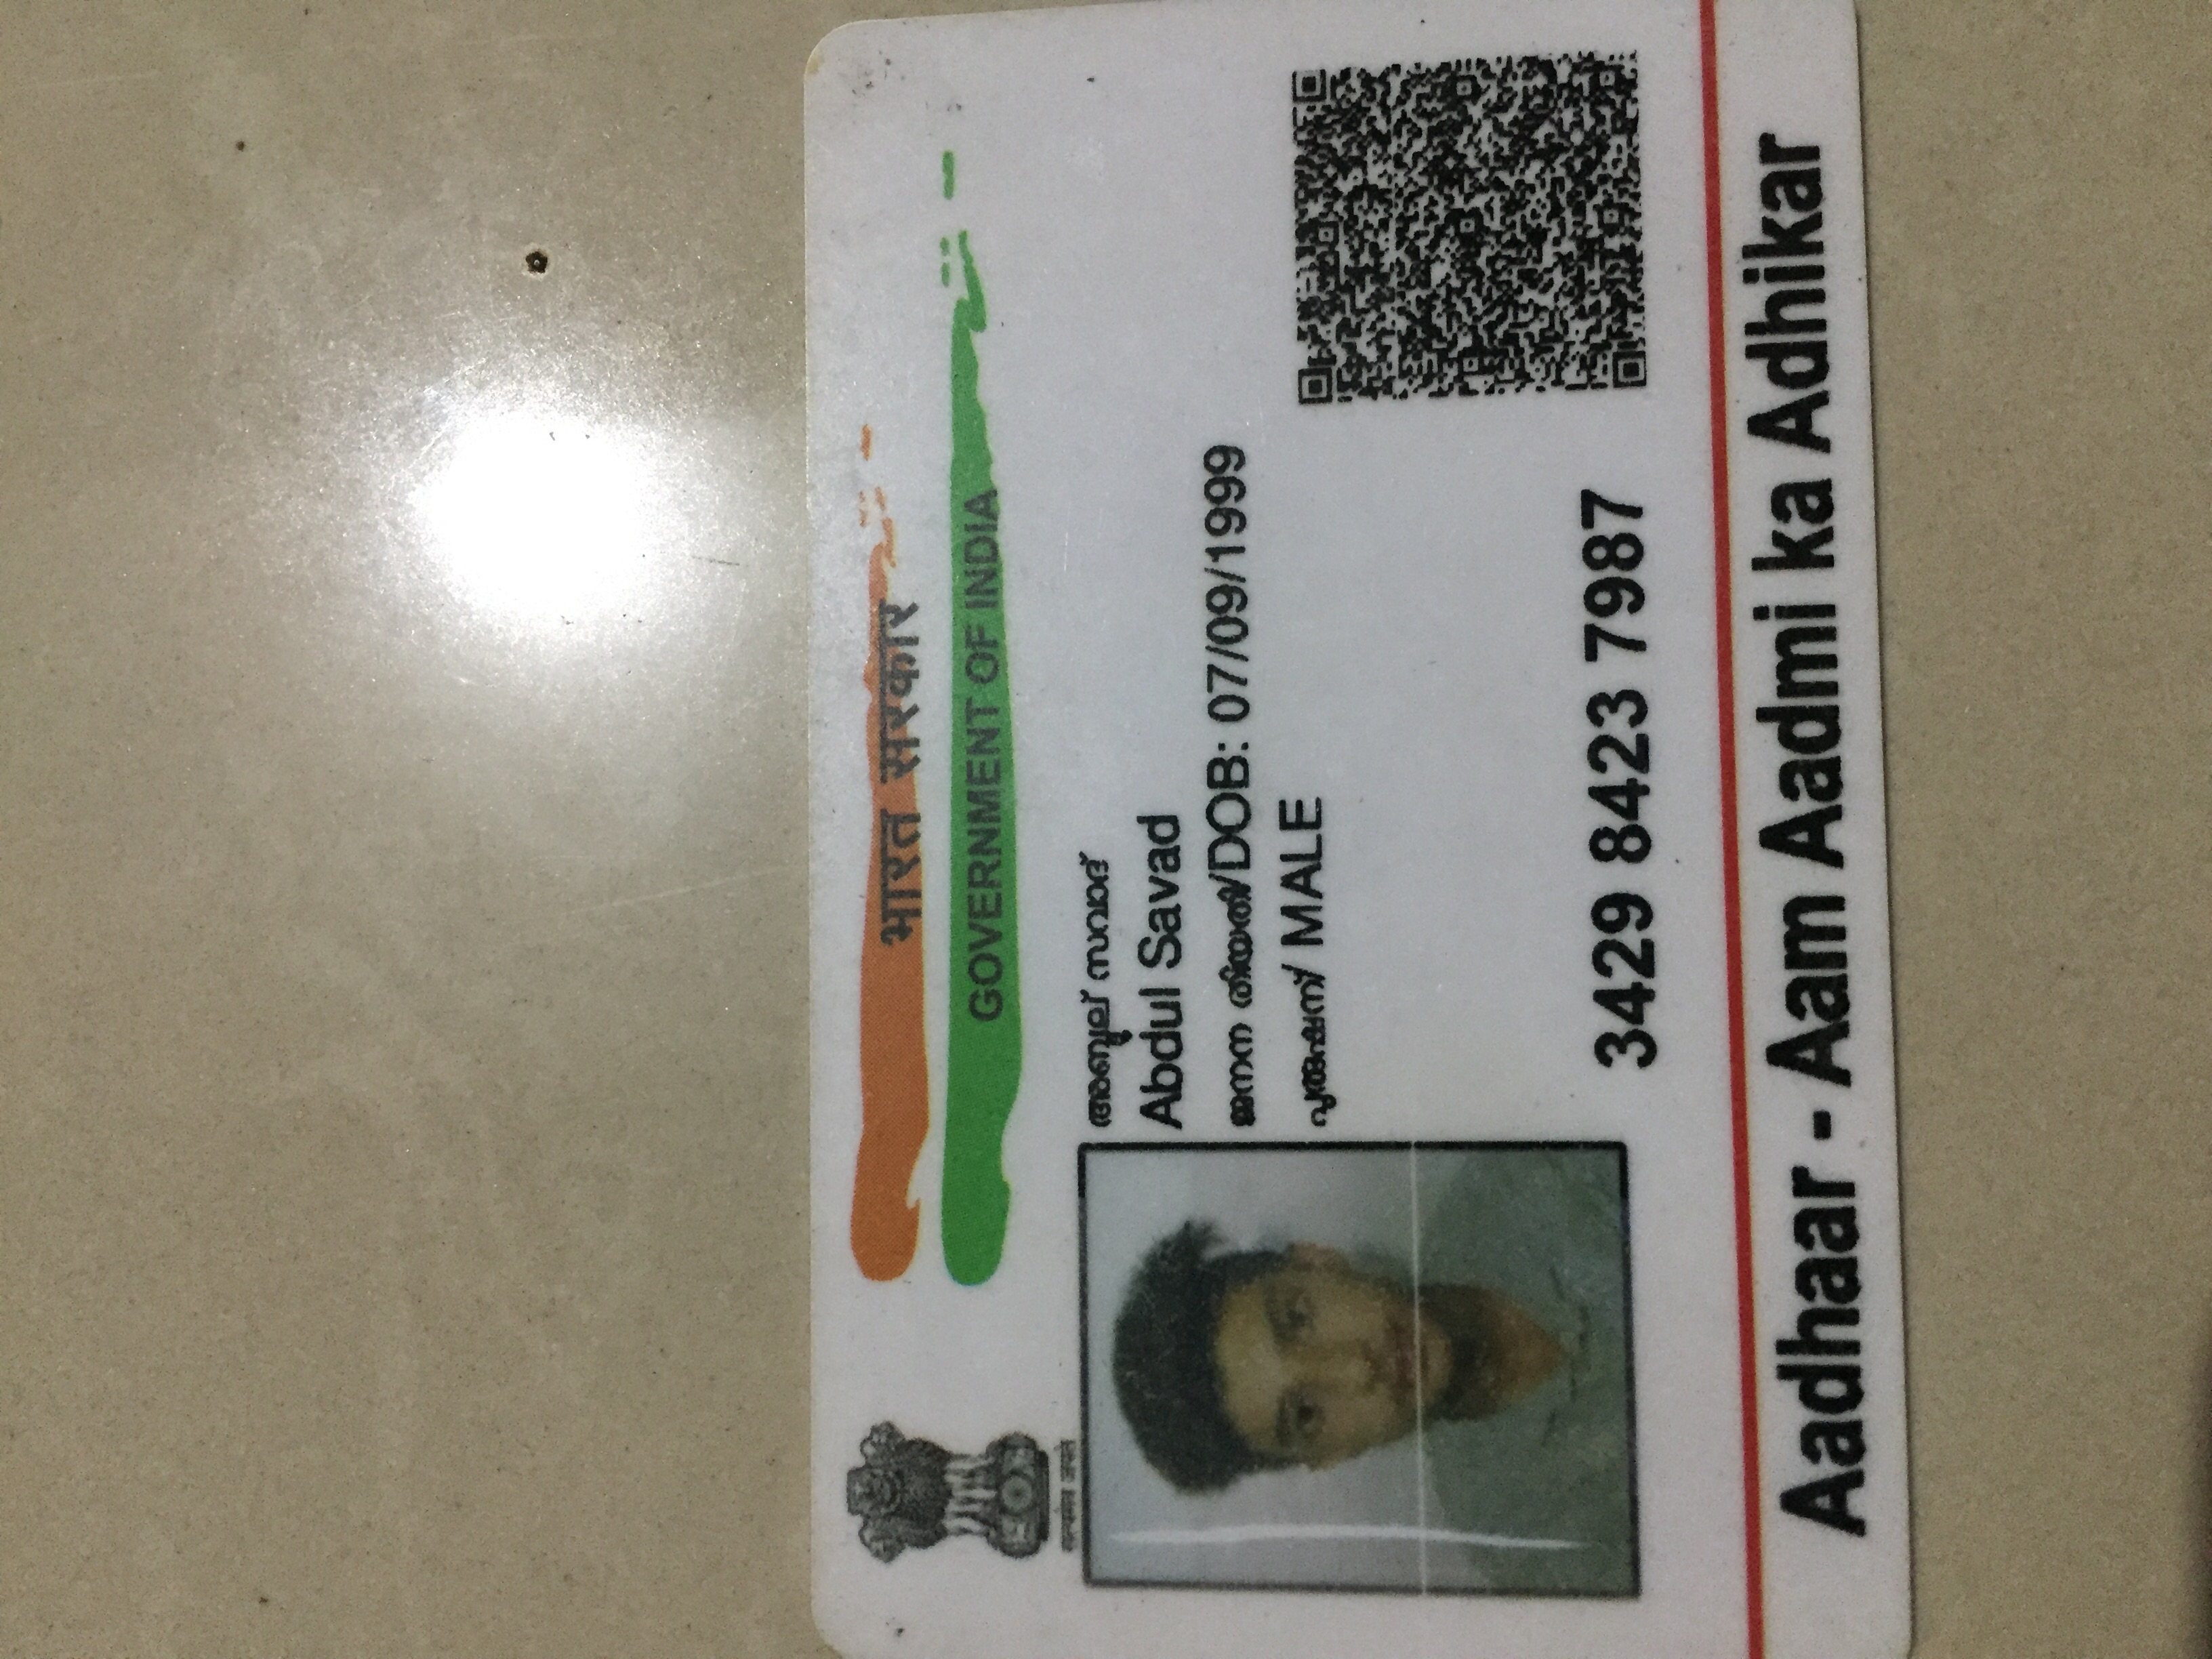 भारत सरकार
GOVERNMENT OF INDIA
सत्यमेव जयते
അബ്ദുല് സവാദ്
Abdul Savad
ജനന തിയതി/DOB: 07/09/1999
പുരുഷന്/ MALE
3429 8423 7987
Aadhaar - Aam Aadmi ka Adhikar